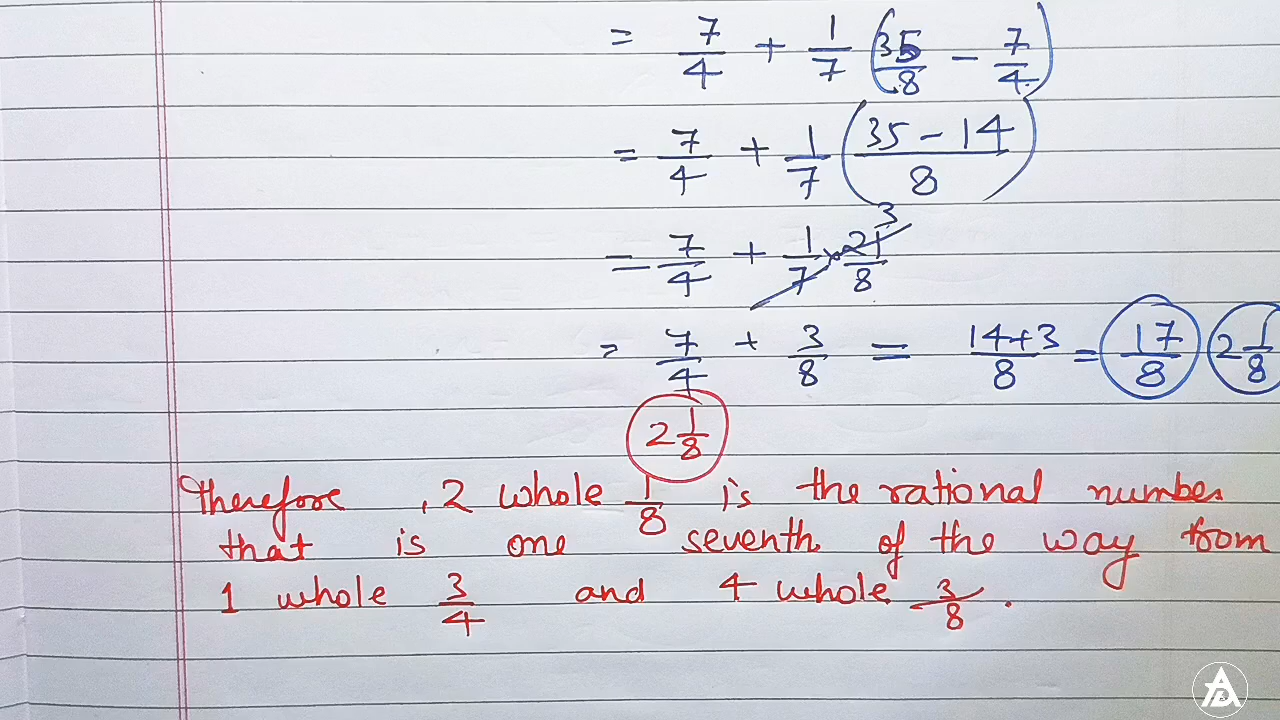 = 7/4 + 1/7 (35/8 - 7/4)
= 7/4 + 1/7 (35-14/8)
= 7/4 + 1/7 × 21/8 3
= 7/4 + 3/8 = 14+3/8 = 17/8 2 1/8
2 1/8
therefore , 2 whole 1/8 is the rational number
that is one seventh of the way from
1 whole 3/4 and 4 whole 3/8 .